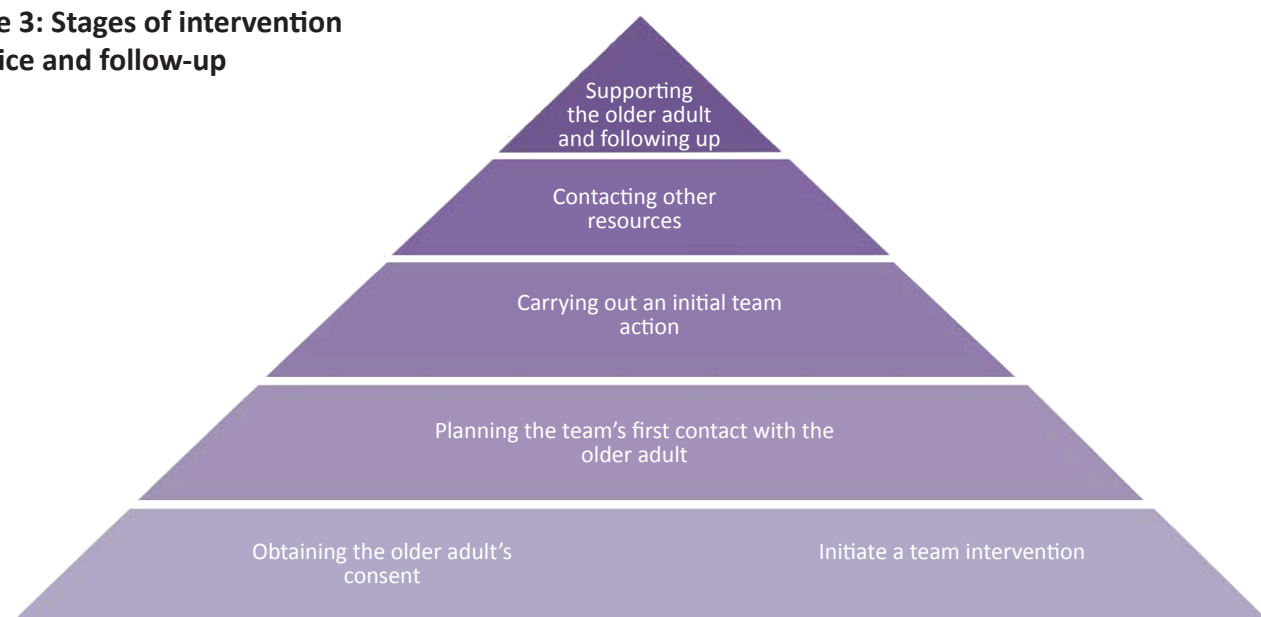 3: Stages of intervention
and follow-up
Supporting
the older adult
and following up
Contacting other
resources
Carrying out an initial team
action
Planning the team's first contact with the
older adult
Obtaining the older adult's
consent
Initiate a team intervention